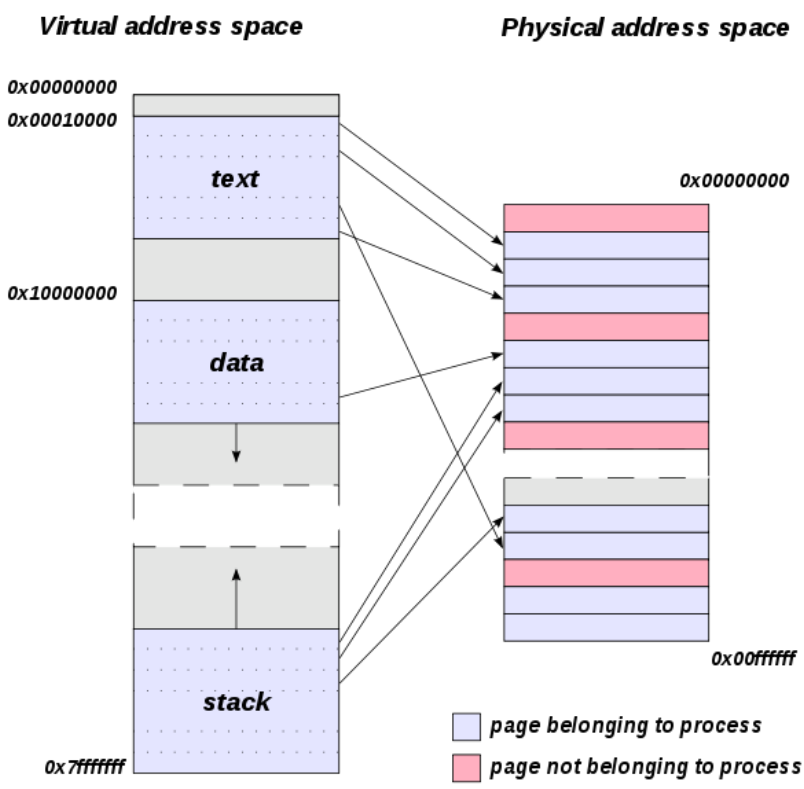 Virtual address space
Physical address space
0x00000000
0x00010000
text
0x10000000
data
stack
0x7fffffff
0x00000000
0x00ffffff
page belonging to process
page not belonging to process